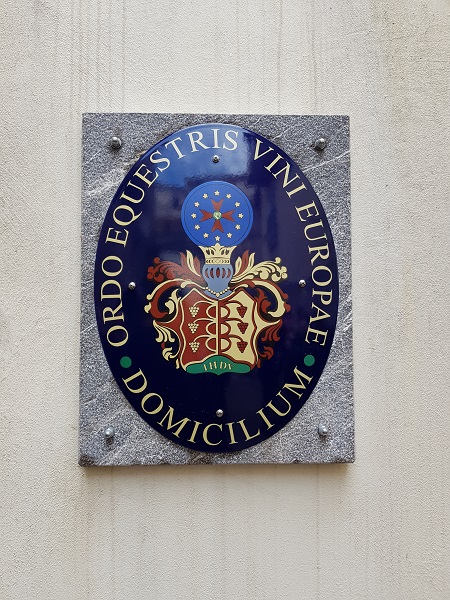 ORDO EQUESTRIS VINI EUROPAE
• DOMICILIUM •